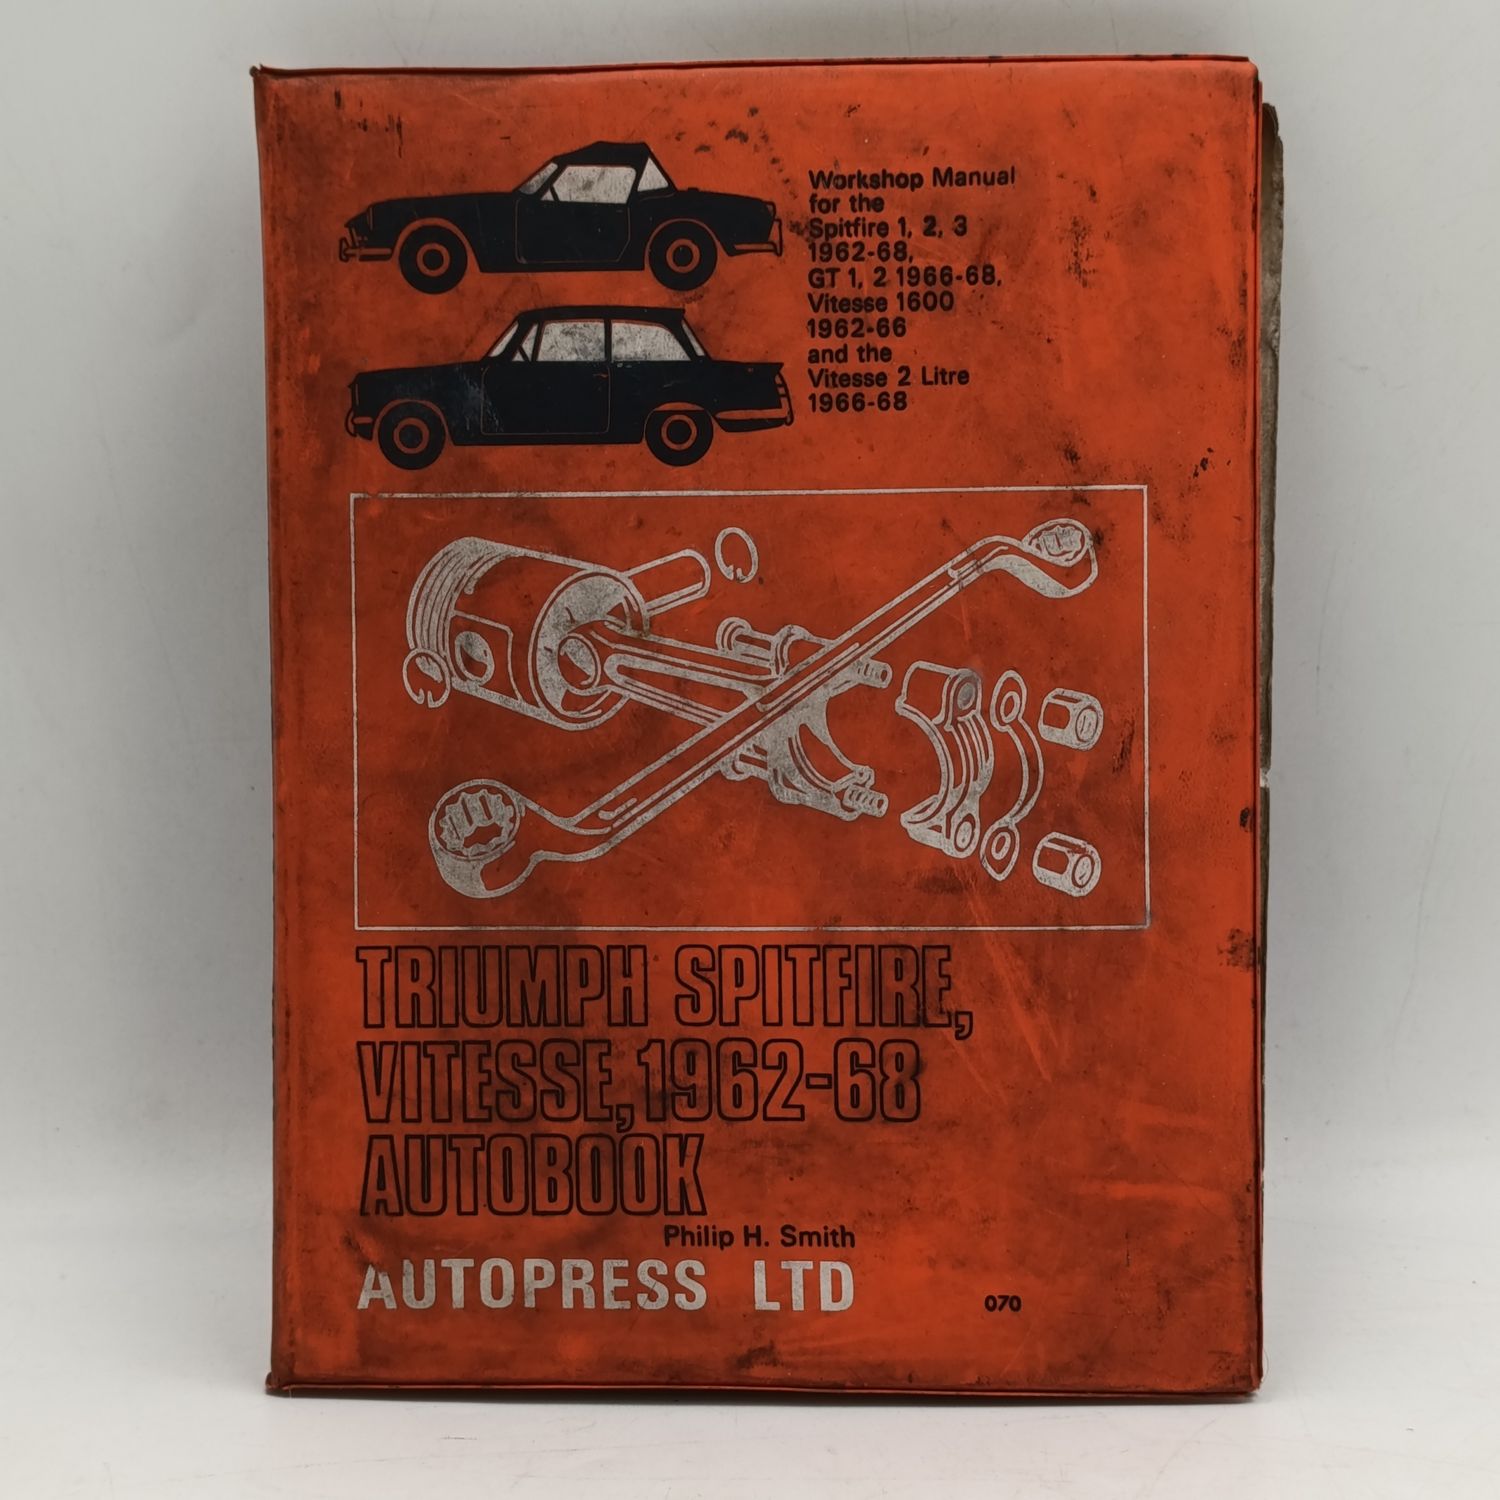 Workshop Manual
for the
Spitfire 1, 2, 3
1962-68,
GT 1, 2 1966-68,
Vitesse 1600
1962-66
and the
Vitesse 2 Litre
1966-68
TRIUMPH SPITFIRE,
VITESSE, 1962-68
AUTOBOOK
Philip H. Smith
AUTOPRESS LTD
070